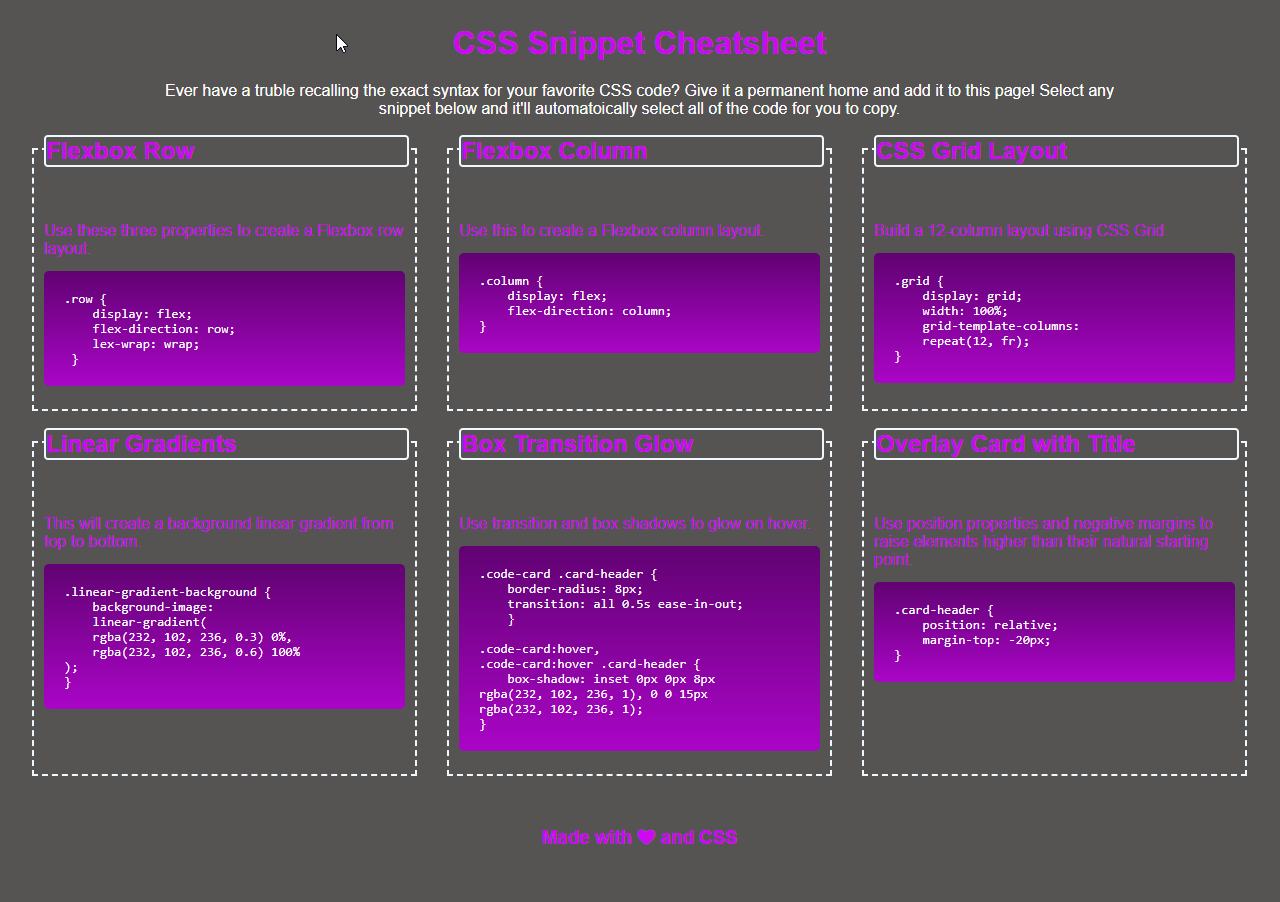 CSS Snippet Cheatsheet
Ever have a truble recalling the exact syntax for your favorite CSS code? Give it a permanent home and add it to this page! Select any
snippet below and it'll automatoically select all of the code for you to copy.
Flexbox Row
Use these three properties to create a Flexbox row
layout.
.row {
    display: flex;
    flex-direction: row;
    lex-wrap: wrap;
 }
Flexbox Column
Use this to create a Flexbox column layout.
.column {
    display: flex;
    flex-direction: column;
}
CSS Grid Layout
Build a 12-column layout using CSS Grid.
.grid {
    display: grid;
    width: 100%;
    grid-template-columns:
    repeat(12, fr);
}
Linear Gradients
This will create a background linear gradient from
top to bottom.
.linear-gradient-background {
    background-image:
    linear-gradient(
    rgba(232, 102, 236, 0.3) 0%,
    rgba(232, 102, 236, 0.6) 100%
);
}
Box Transition Glow
Use transition and box shadows to glow on hover.
.code-card .card-header {
    border-radius: 8px;
    transition: all 0.5s ease-in-out;
    }
.code-card:hover,
.code-card:hover .card-header {
    box-shadow: inset 0px 0px 8px
rgba(232, 102, 236, 1), 0 0 15px
rgba(232, 102, 236, 1);
}
Overlay Card with Title
Use position properties and negative margins to
raise elements higher than their natural starting
point.
.card-header {
    position: relative;
    margin-top: -20px;
}
Made with ❤ and CSS